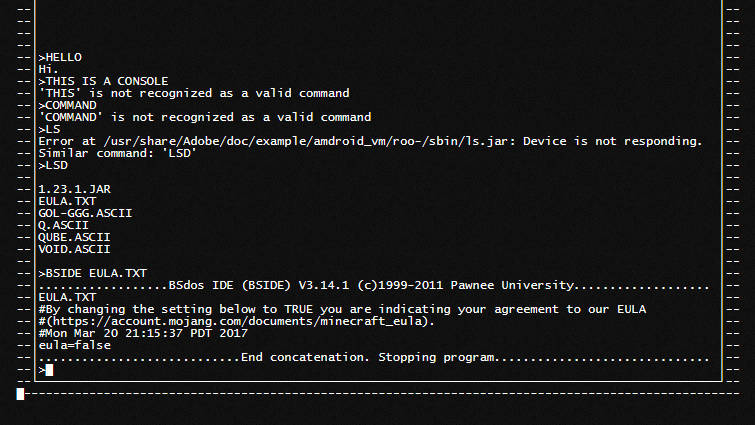 >HELLO
Hi.
>THIS IS A CONSOLE
'THIS' is not recognized as a valid command
>COMMAND
'COMMAND' is not recognized as a valid command
>LS
Error at /usr/share/Adobe/doc/example/amdroid_vm/roo-/sbin/ls.jar: Device is not responding.
Similar command: 'LSD'
>LSD
1.23.1.JAR
EULA.TXT
GOL-GGG.ASCII
Q.ASCII
QUBE.ASCII
VOID.ASCII
>BSIDE EULA.TXT
..................BSdos IDE (BSIDE) V3.14.1 (c)1999-2011 Pawnee University...................
EULA.TXT
#By changing the setting below to TRUE you are indicating your agreement to our EULA
#(https://account.mojang.com/documents/minecraft_eula).
#Mon Mar 20 21:15:37 PDT 2017
eula=false
............................End concatenation. Stopping program..............................
>